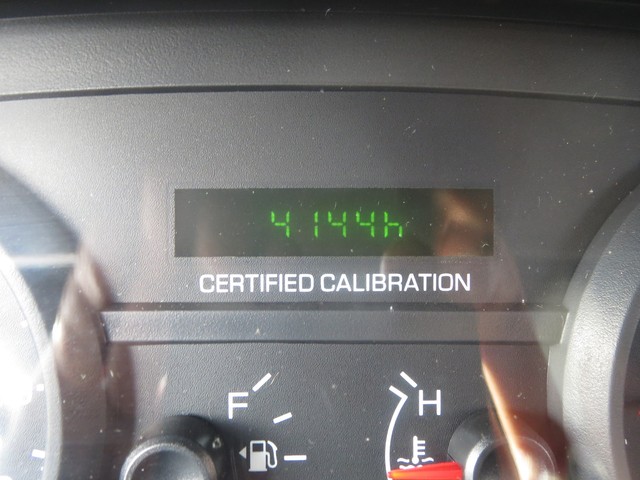 4144h
CERTIFIED CALIBRATION
F
H